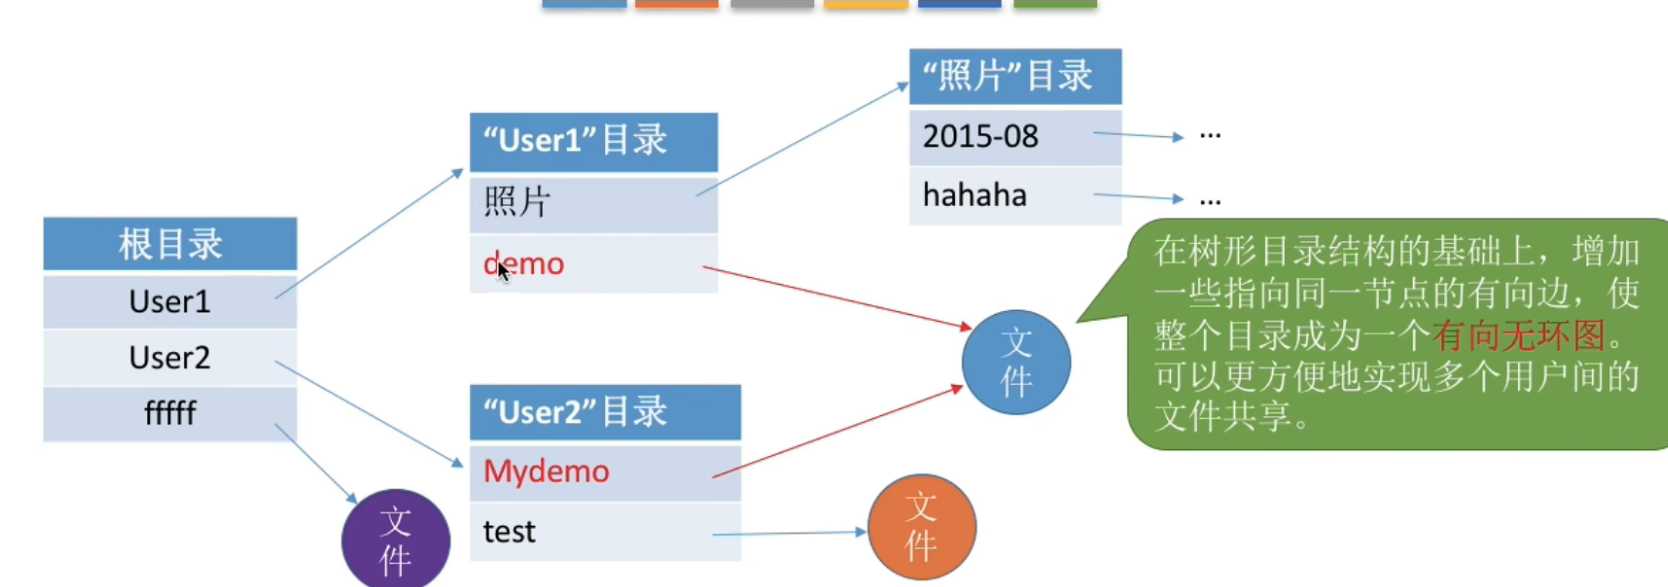 “照片”目录
2015-08
...
hahaha
...
“User1”目录
照片
demo
根目录
User1
User2
fffff
文
件
“User2”目录
Mydemo
test
文
件
文
件
在树形目录结构的基础上，增加
一些指向同一节点的有向边，使
整个目录成为一个有向无环图。
可以更方便地实现多个用户间的
文件共享。